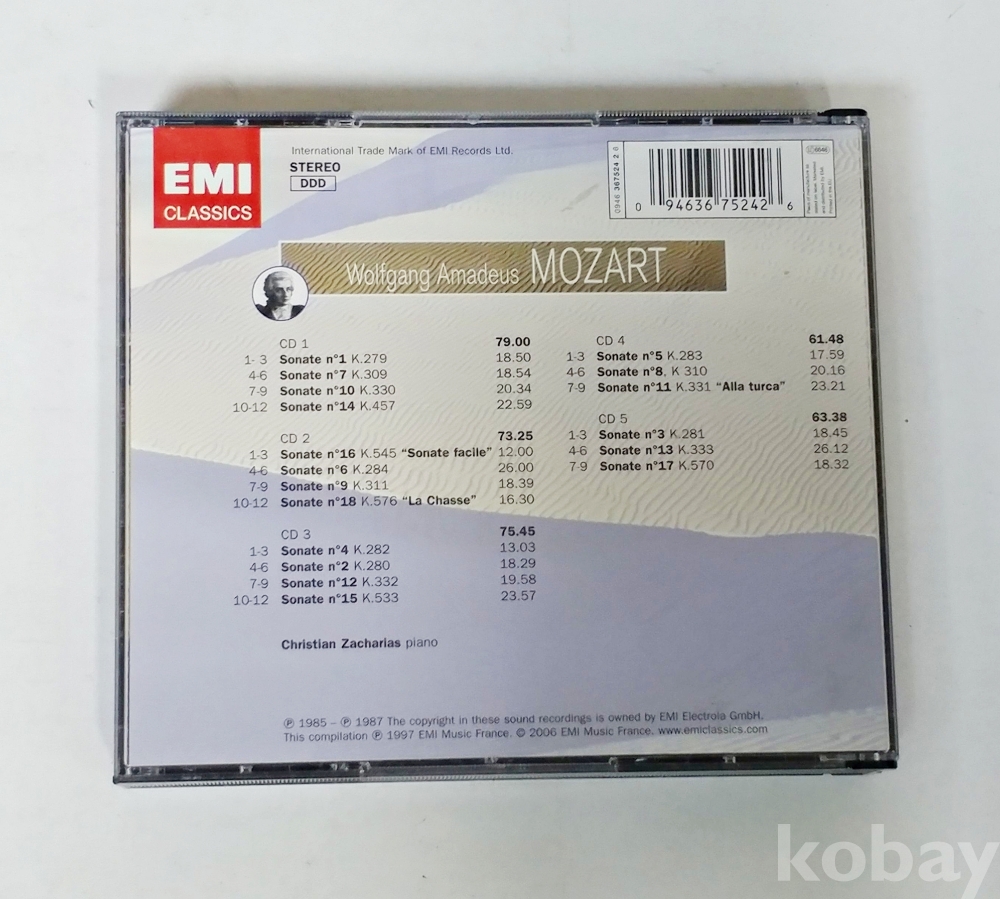 EMI
CLASSICS
International Trade Mark of EMI Records Ltd.
STEREO
DDD
0946 367524 2 6
0 94636 75242 6
Wolfgang Amadeus MOZART
CD 1 79.00
1- 3 Sonate n°1 K.279 18.50
4-6 Sonate n°7 K.309 18.54
7-9 Sonate n°10 K.330 20.34
10-12 Sonate n°14 K.457 22.59
CD 2 73.25
1-3 Sonate n°16 K.545 “Sonate facile” 12.00
4-6 Sonate n°6 K.284 26.00
7-9 Sonate n°9 K.311 18.39
10-12 Sonate n°18 K.576 “La Chasse” 16.30
CD 3 75.45
1-3 Sonate n°4 K.282 13.03
4-6 Sonate n°2 K.280 18.29
7-9 Sonate n°12 K.332 19.58
10-12 Sonate n°15 K.533 23.57
CD 4 61.48
1-3 Sonate n°5 K.283 17.59
4-6 Sonate n°8, K 310 20.16
7-9 Sonate n°11 K.331 “Alla turca” 23.21
CD 5 63.38
1-3 Sonate n°3 K.281 18.45
4-6 Sonate n°13 K.333 26.12
7-9 Sonate n°17 K.570 18.32
Christian Zacharias piano
℗ 1985 – ℗ 1987 The copyright in these sound recordings is owned by EMI Electrola GmbH.
This compilation ℗ 1997 EMI Music France. © 2006 EMI Music France. www.emiclassics.com
kobay